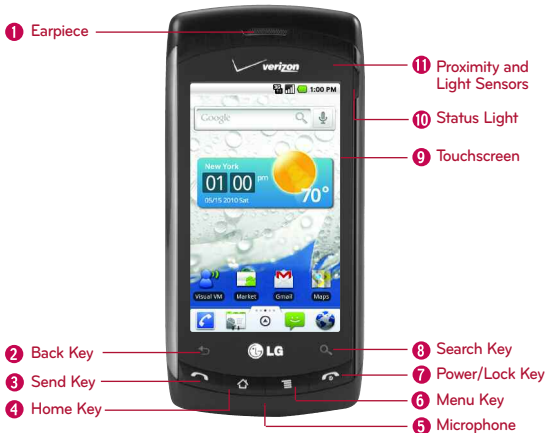 1 Earpiece
verizon
11 Proximity and
Light Sensors
3G 1:00 PM
10 Status Light
Google
9 Touchscreen
New York
01 00 pm
70°
05/15 2010 Sat
Visual VM Market Gmail Maps
2 Back Key
LG
8 Search Key
3 Send Key
7 Power/Lock Key
4 Home Key
6 Menu Key
5 Microphone